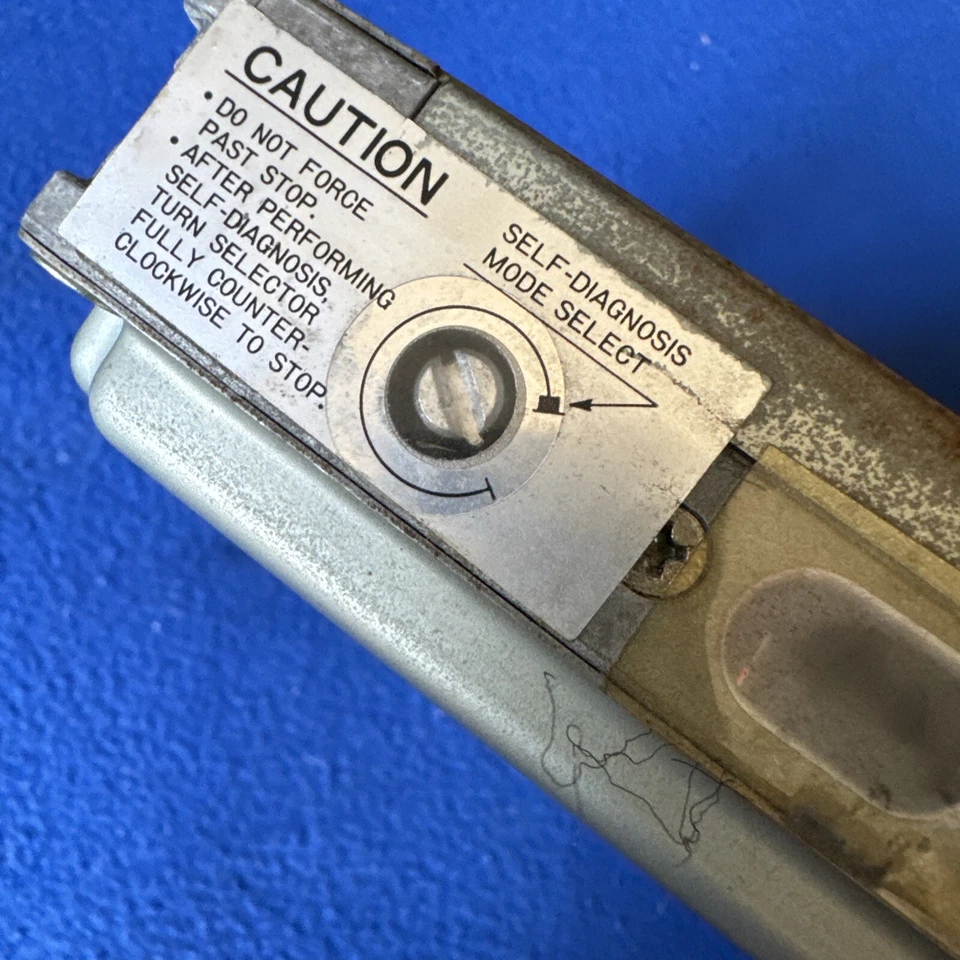 CAUTION
• DO NOT FORCE
PAST STOP.
• AFTER PERFORMING
SELF-DIAGNOSIS,
TURN SELECTOR
FULLY COUNTER-
CLOCKWISE TO STOP.
SELF-DIAGNOSIS
MODE SELECT